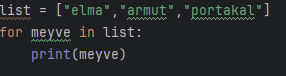 list = ["elma","armut","portakal"]
for meyve in list:
    print(meyve)